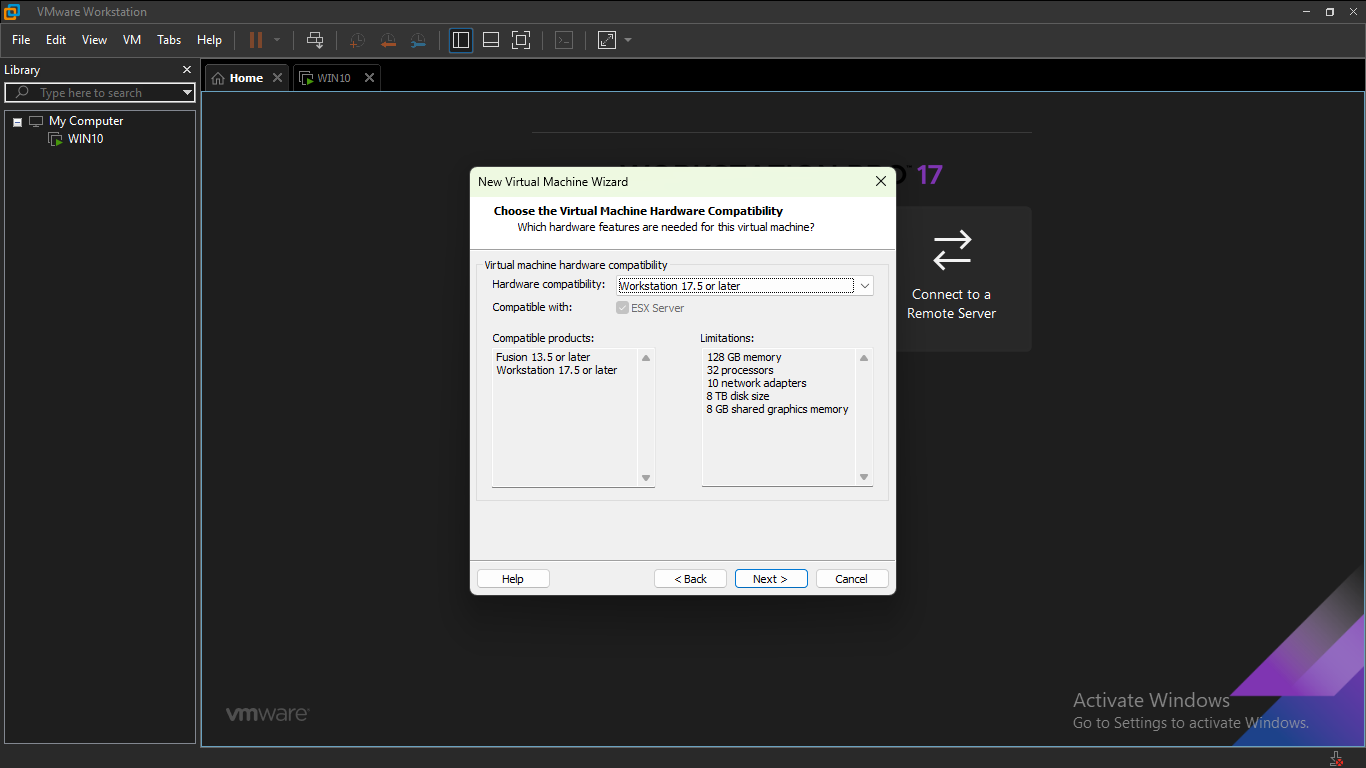 VMware Workstation
File Edit View VM Tabs Help
Library
Type here to search
My Computer
WIN10
Home
WIN10
17
New Virtual Machine Wizard
Choose the Virtual Machine Hardware Compatibility
Which hardware features are needed for this virtual machine?
Virtual machine hardware compatibility
Hardware compatibility: Workstation 17.5 or later
Compatible with: ESX Server
Compatible products:
Fusion 13.5 or later
Workstation 17.5 or later
Limitations:
128 GB memory
32 processors
10 network adapters
8 TB disk size
8 GB shared graphics memory
Help < Back Next > Cancel
Connect to a
Remote Server
vmware
Activate Windows
Go to Settings to activate Windows.